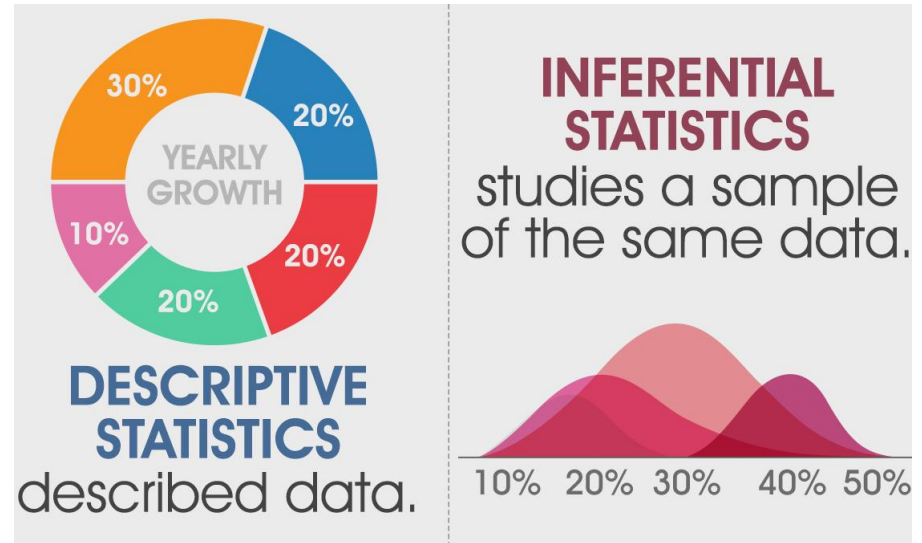 30%
20%
YEARLY
GROWTH
10%
20%
20%
DESCRIPTIVE
STATISTICS
described data.
INFERENTIAL
STATISTICS
studies a sample
of the same data.
10% 20% 30% 40% 50%